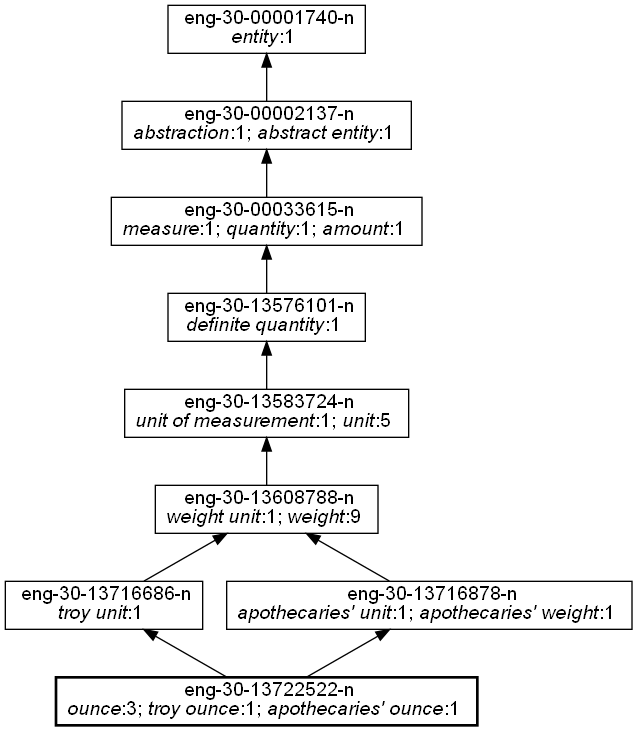 eng-30-00001740-n
entity:1
eng-30-00002137-n
abstraction:1; abstract entity:1
eng-30-00033615-n
measure:1; quantity:1; amount:1
eng-30-13576101-n
definite quantity:1
eng-30-13583724-n
unit of measurement:1; unit:5
eng-30-13608788-n
weight unit:1; weight:9
eng-30-13716686-n
troy unit:1
eng-30-13716878-n
apothecaries' unit:1; apothecaries' weight:1
eng-30-13722522-n
ounce:3; troy ounce:1; apothecaries' ounce:1